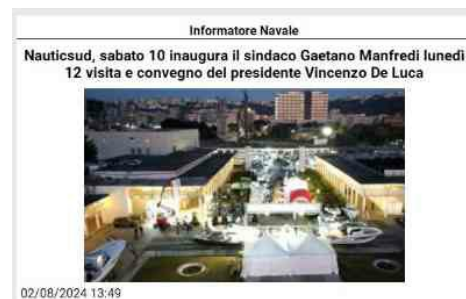 Informatore Navale
Nauticsud, sabato 10 inaugura il sindaco Gaetano Manfredi lunedì
12 visita e convegno del presidente Vincenzo De Luca
02/08/2024 13:49